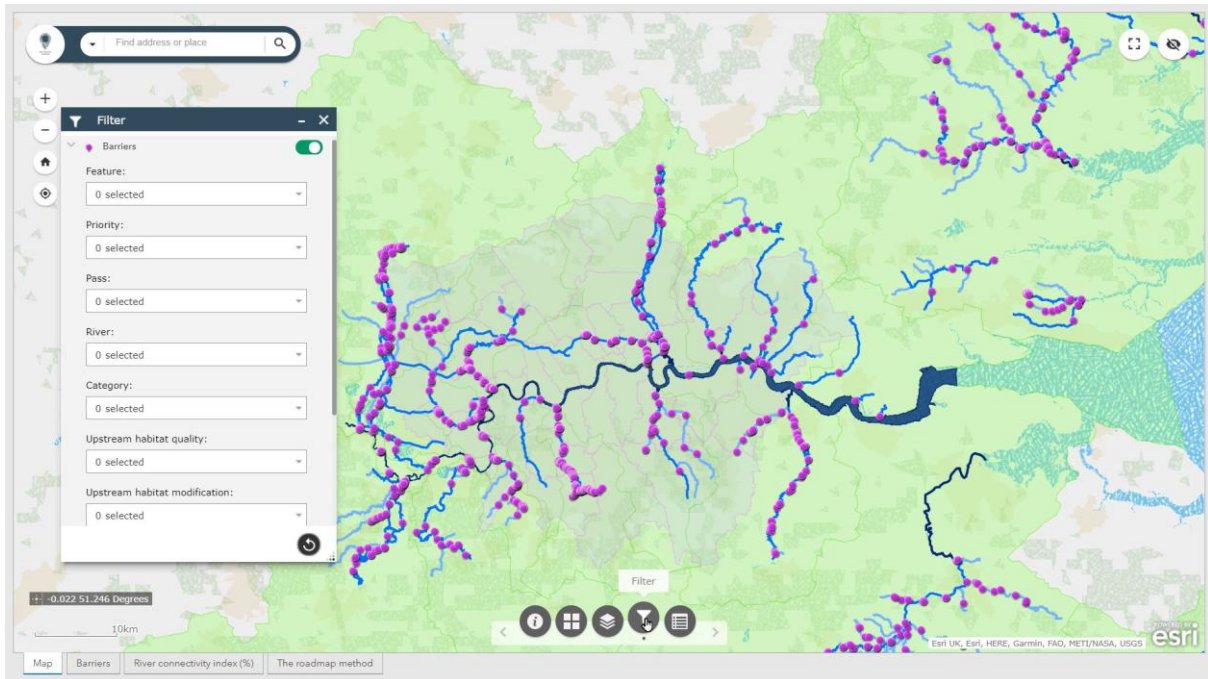 Find address or place
Filter
Barriers
Feature:
0 selected
Priority:
0 selected
Pass:
0 selected
River:
0 selected
Category:
0 selected
Upstream habitat quality:
0 selected
Upstream habitat modification:
0 selected
-0.022 51.246 Degrees
10km
Filter
Esri UK, Esri, HERE, Garmin, FAO, METI/NASA, USGS
POWERED BY
esri
Map Barriers River connectivity index (%) The roadmap method